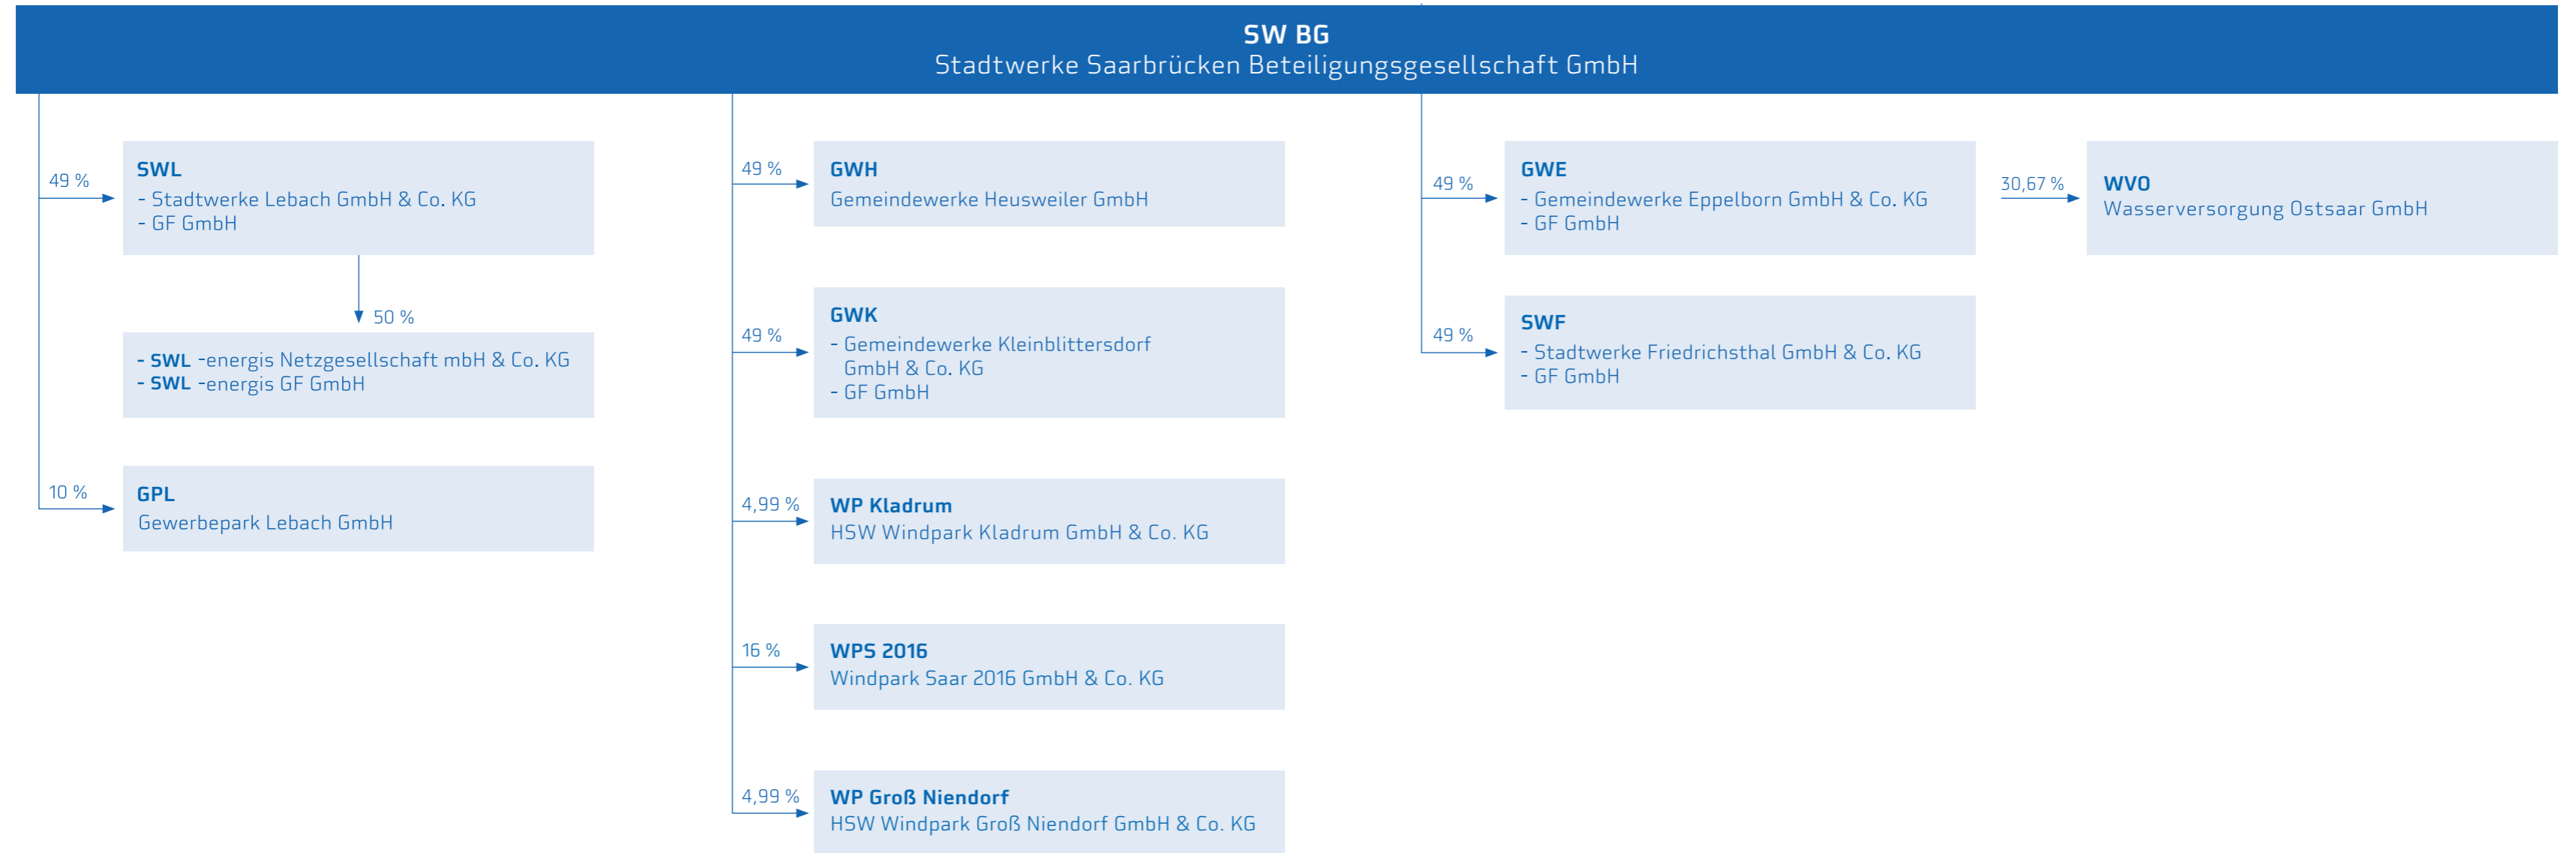 SW BG
Stadtwerke Saarbrücken Beteiligungsgesellschaft GmbH
49 %
SWL
- Stadtwerke Lebach GmbH & Co. KG
- GF GmbH
50 %
- SWL -energis Netzgesellschaft mbH & Co. KG
- SWL -energis GF GmbH
10 %
GPL
Gewerbepark Lebach GmbH
49 %
GWH
Gemeindewerke Heusweiler GmbH
49 %
GWK
- Gemeindewerke Kleinblittersdorf
GmbH & Co. KG
- GF GmbH
4,99 %
WP Kladrum
HSW Windpark Kladrum GmbH & Co. KG
16 %
WPS 2016
Windpark Saar 2016 GmbH & Co. KG
4,99 %
WP Groß Niendorf
HSW Windpark Groß Niendorf GmbH & Co. KG
49 %
GWE
- Gemeindewerke Eppelborn GmbH & Co. KG
- GF GmbH
30,67 %
WVO
Wasserversorgung Ostsaar GmbH
49 %
SWF
- Stadtwerke Friedrichsthal GmbH & Co. KG
- GF GmbH